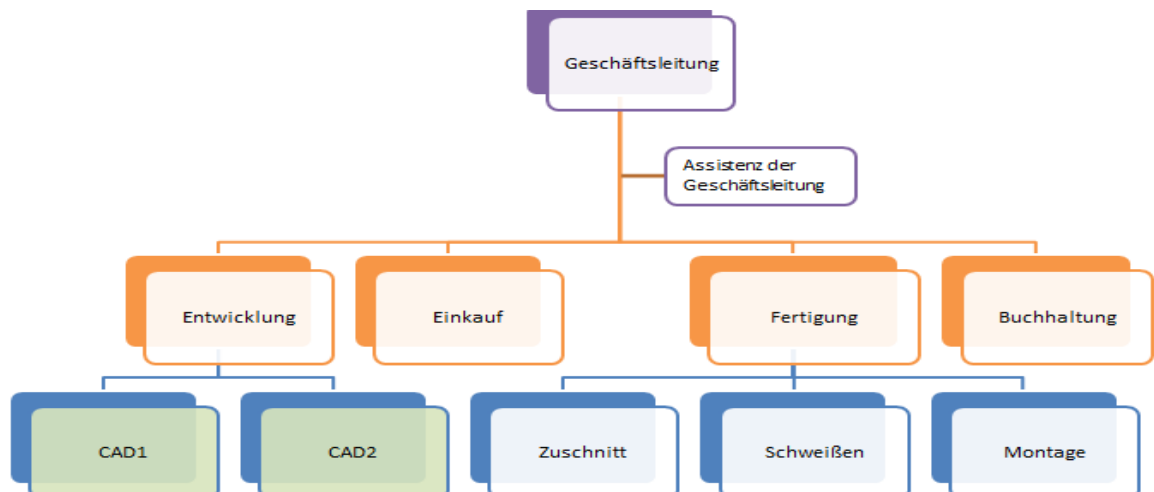 Geschäftsleitung
Assistenz der
Geschäftsleitung
Entwicklung
Einkauf
Fertigung
Buchhaltung
CAD1
CAD2
Zuschnitt
Schweißen
Montage